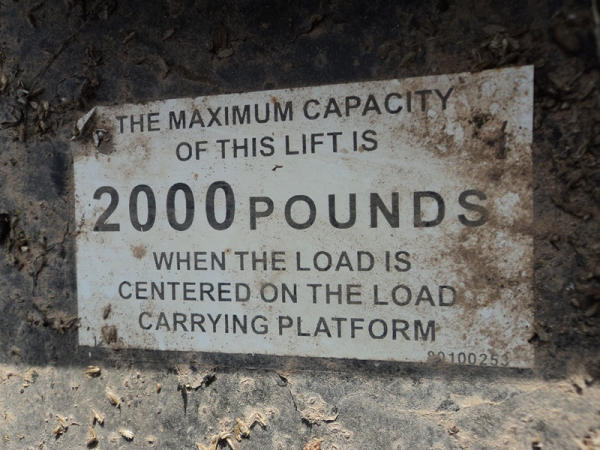 THE MAXIMUM CAPACITY
OF THIS LIFT IS
2000 POUNDS
WHEN THE LOAD IS
CENTERED ON THE LOAD
CARRYING PLATFORM
80100253